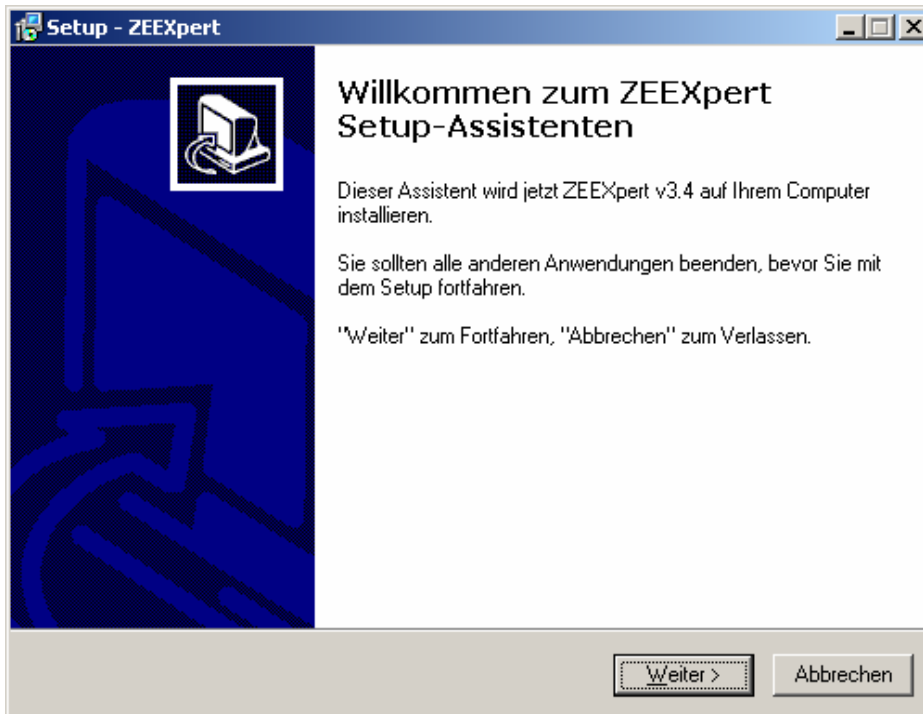 Setup - ZEEXpert
Willkommen zum ZEEXpert
Setup-Assistenten
Dieser Assistent wird jetzt ZEEXpert v3.4 auf Ihrem Computer
installieren.
Sie sollten alle anderen Anwendungen beenden, bevor Sie mit
dem Setup fortfahren.
"Weiter" zum Fortfahren, "Abbrechen" zum Verlassen.
Weiter >
Abbrechen